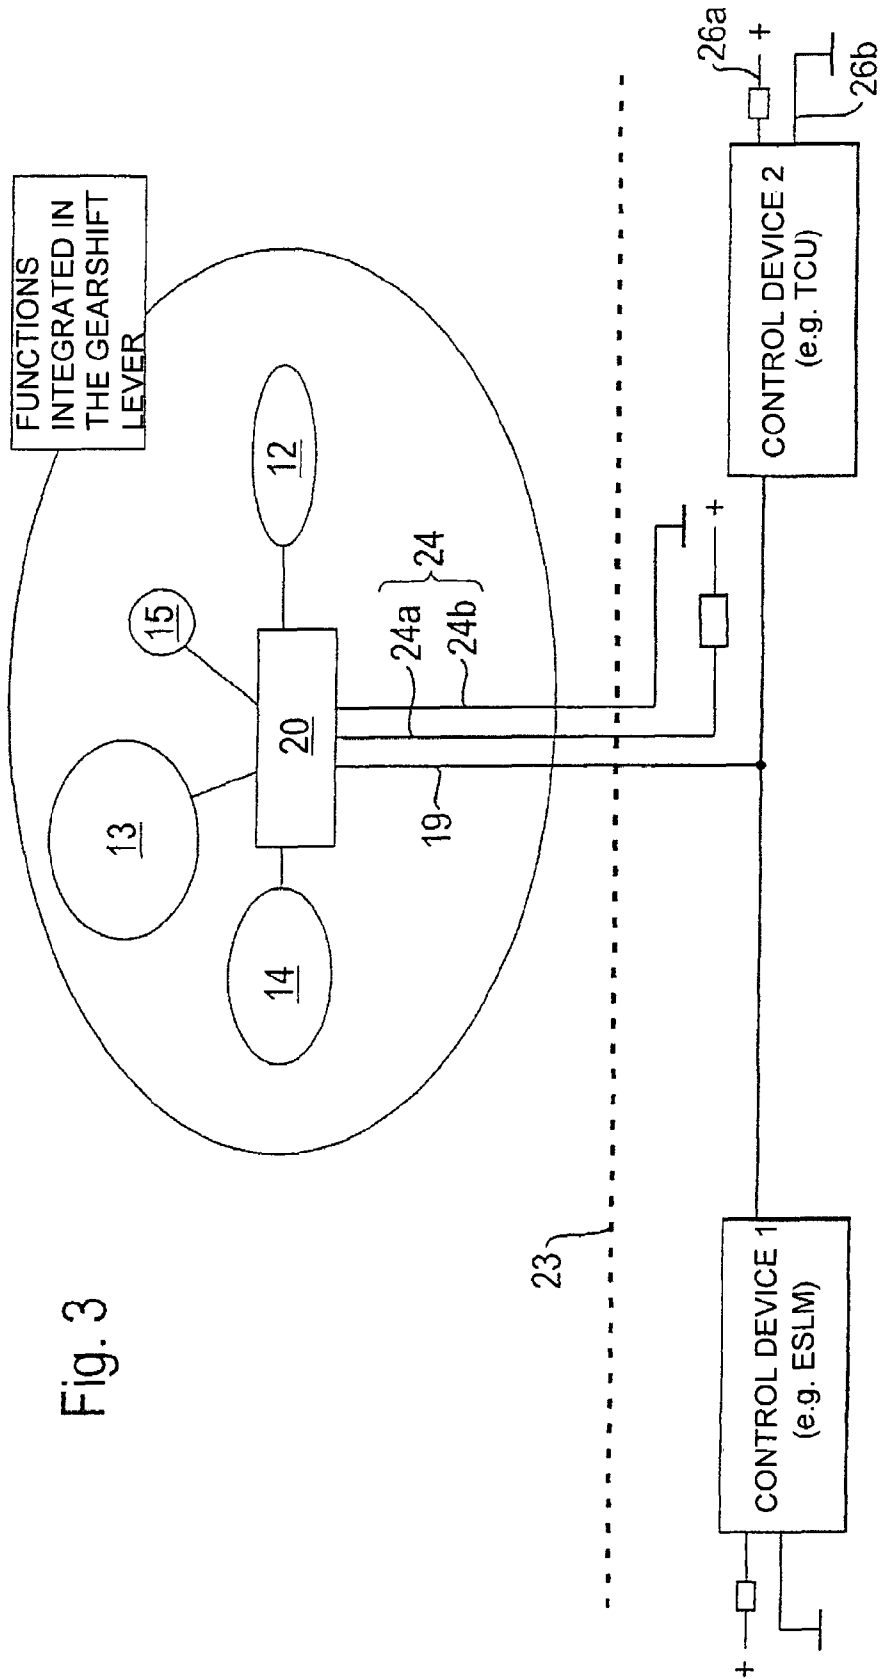 FUNCTIONS
INTEGRATED IN
THE GEARSHIFT
LEVER
13
15
14
20
12
24a
24b
24
19
23
26a
+
26b
+
+
CONTROL DEVICE 1
(e.g. ESLM)
CONTROL DEVICE 2
(e.g. TCU)
Fig. 3